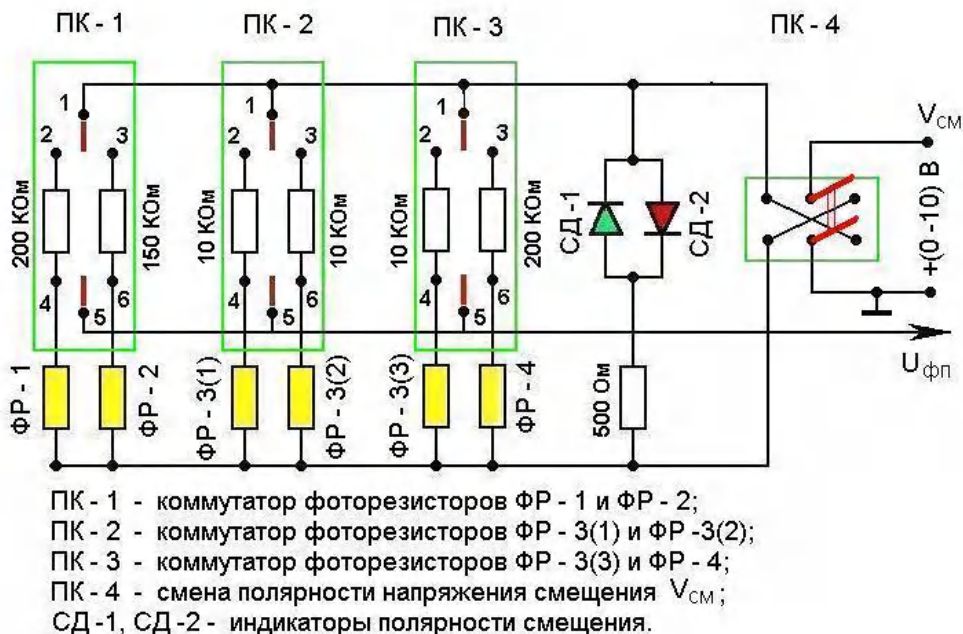 ПК - 1 ПК - 2 ПК - 3 ПК - 4
1 1 1
2 3 2 3 2 3
200 КОм 150 КОм 10 КОм 10 КОм 10 КОм 200 КОм
СД -1 СД -2
V см
+(0 -10) В
4 6 4 6 4 6
5 5 5
U фп
ФР - 1 ФР - 2 ФР - 3(1) ФР - 3(2) ФР - 3(3) ФР - 4
500 Ом
ПК - 1 - коммутатор фоторезисторов ФР - 1 и ФР - 2;
ПК - 2 - коммутатор фоторезисторов ФР - 3(1) и ФР -3(2);
ПК - 3 - коммутатор фоторезисторов ФР - 3(3) и ФР - 4;
ПК - 4 - смена полярности напряжения смещения V см ;
СД -1, СД -2 - индикаторы полярности смещения.